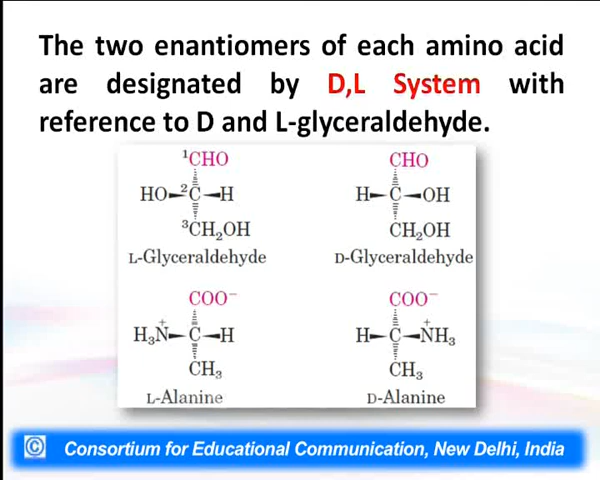 The two enantiomers of each amino acid
are designated by D,L System with
reference to D and L-glyceraldehyde.
¹CHO CHO
HO–²C–H H–C–OH
³CH₂OH CH₂OH
L-Glyceraldehyde D-Glyceraldehyde
COO⁻ COO⁻
H₃N⁺–C–H H–C–N⁺H₃
CH₃ CH₃
L-Alanine D-Alanine
© Consortium for Educational Communication, New Delhi, India